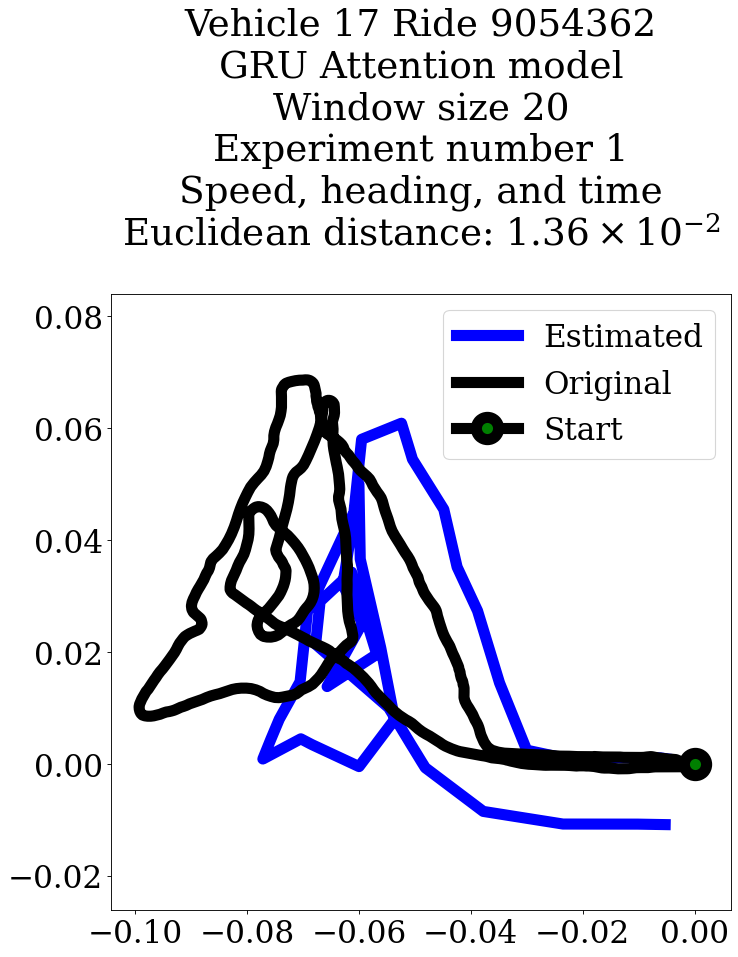 Vehicle 17 Ride 9054362
GRU Attention model
Window size 20
Experiment number 1
Speed, heading, and time
Euclidean distance: 1.36 × 10⁻²
Estimated
Original
Start
0.08
0.06
0.04
0.02
0.00
−0.02
−0.10 −0.08 −0.06 −0.04 −0.02 0.00